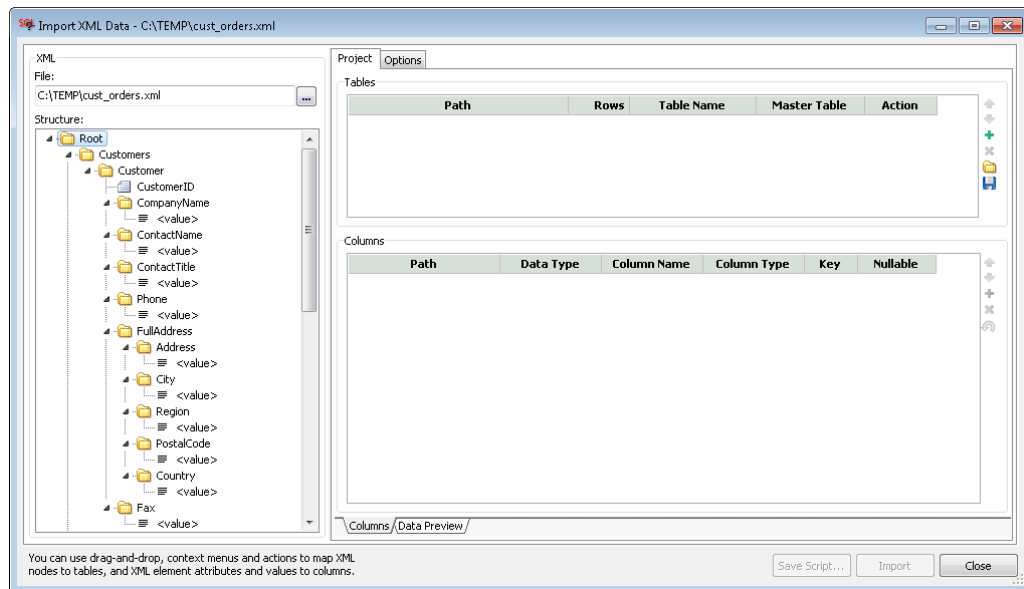 SQL Import XML Data - C:\TEMP\cust_orders.xml
XML
File:
C:\TEMP\cust_orders.xml
...
Structure:
Root
Customers
Customer
CustomerID
CompanyName
<value>
ContactName
<value>
ContactTitle
<value>
Phone
<value>
FullAddress
Address
<value>
City
<value>
Region
<value>
PostalCode
<value>
Country
<value>
Fax
<value>
Project Options
Tables
Path Rows Table Name Master Table Action
Columns
Path Data Type Column Name Column Type Key Nullable
Columns Data Preview
You can use drag-and-drop, context menus and actions to map XML
nodes to tables, and XML element attributes and values to columns.
Save Script... Import Close